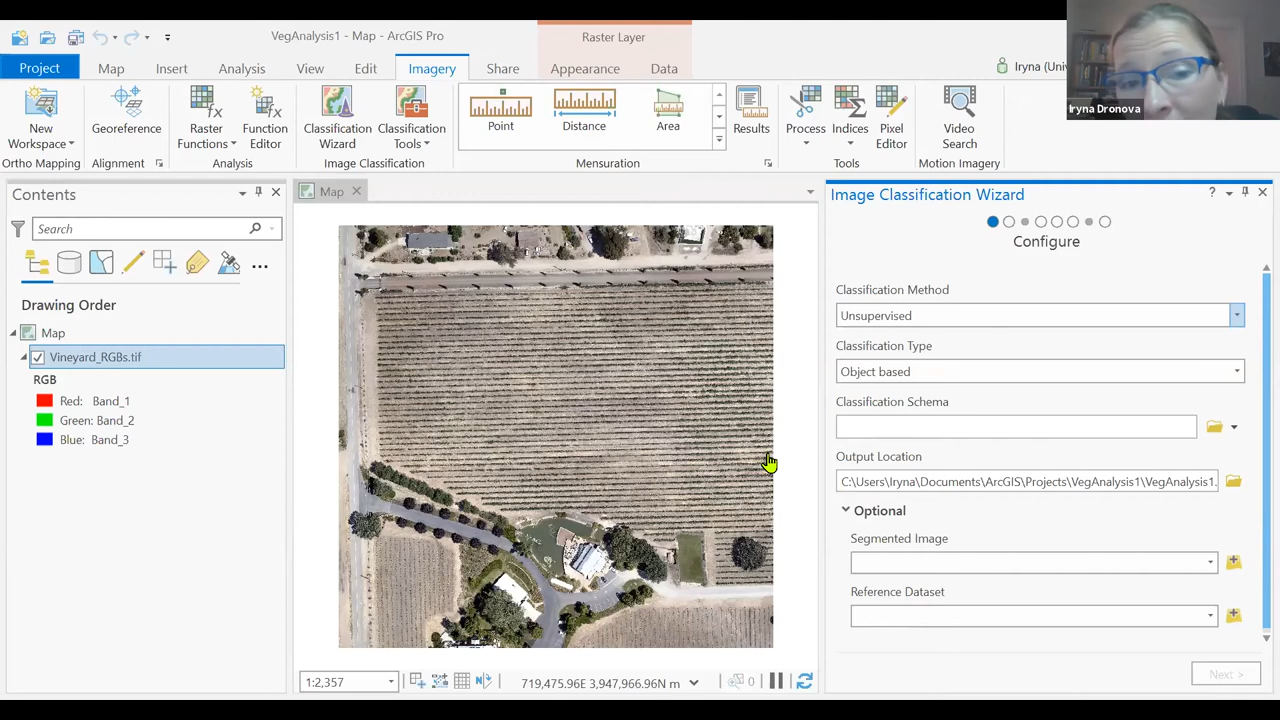 VegAnalysis1 - Map - ArcGIS Pro
Raster Layer
Project
Map
Insert
Analysis
View
Edit
Imagery
Share
Appearance
Data
Iryna (Uni
Iryna Dronova
New Workspace
Georeference
Raster Functions
Function Editor
Classification Wizard
Classification Tools
Point
Distance
Area
Results
Process
Indices
Pixel Editor
Video Search
Ortho Mapping
Alignment
Analysis
Image Classification
Mensuration
Tools
Motion Imagery
Contents
Search
Drawing Order
Map
Vineyard_RGBs.tif
RGB
Red: Band_1
Green: Band_2
Blue: Band_3
Map
1:2,357
719,475.96E 3,947,966.96N m
0
Image Classification Wizard
?
Configure
Classification Method
Unsupervised
Classification Type
Object based
Classification Schema
Output Location
C:\Users\Iryna\Documents\ArcGIS\Projects\VegAnalysis1\VegAnalysis1.
Optional
Segmented Image
Reference Dataset
Next >